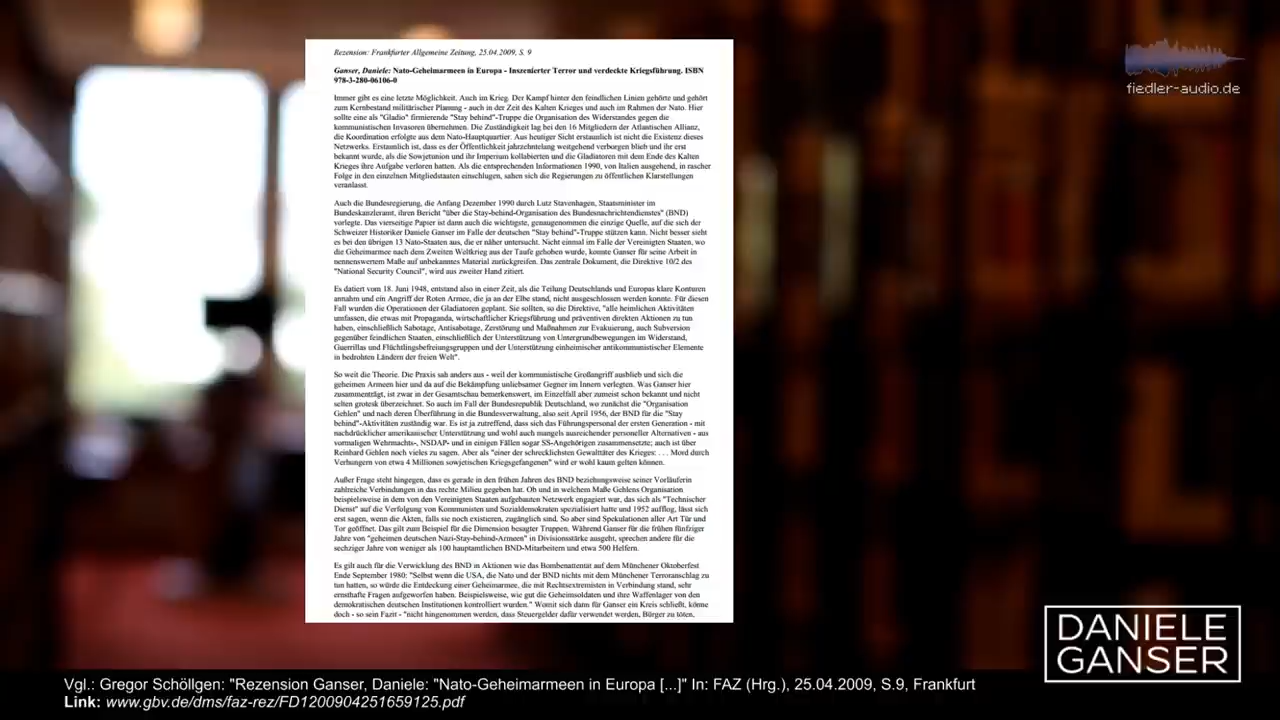 Rezension: Frankfurter Allgemeine Zeitung, 25.04.2009, S. 9
Ganser, Daniele: Nato-Geheimarmeen in Europa - Inszenierter Terror und verdeckte Kriegsführung. ISBN
978-3-280-06106-0
Immer gibt es eine letzte Möglichkeit. Auch im Krieg. Der Kampf hinter den feindlichen Linien gehörte und gehört
zum Kernbestand militärischer Planung - auch in der Zeit des Kalten Krieges und auch im Rahmen der Nato. Hier
sollte eine als "Gladio" firmierende "Stay behind"-Truppe die Organisation des Widerstandes gegen die
kommunistischen Invasoren übernehmen. Die Zuständigkeit lag bei den 16 Mitgliedern der Atlantischen Allianz,
die Koordination erfolgte aus dem Nato-Hauptquartier. Aus heutiger Sicht erstaunlich ist nicht die Existenz dieses
Netzwerks. Erstaunlich ist, dass es der Öffentlichkeit jahrzehntelang weitgehend verborgen blieb und ihr erst
bekannt wurde, als die Sowjetunion und ihr Imperium kollabierten und die Gladiatoren mit dem Ende des Kalten
Krieges ihre Aufgabe verloren hatten. Als die entsprechenden Informationen 1990, von Italien ausgehend, in rascher
Folge in den einzelnen Mitgliedstaaten einschlugen, sahen sich die Regierungen zu öffentlichen Klarstellungen
veranlasst.
Auch die Bundesregierung, die Anfang Dezember 1990 durch Lutz Stavenhagen, Staatsminister im
Bundeskanzleramt, ihren Bericht "über die Stay-behind-Organisation des Bundesnachrichtendienstes" (BND)
vorlegte. Das vierseitige Papier ist dann auch die wichtigste, genaugenommen die einzige Quelle, auf die sich der
Schweizer Historiker Daniele Ganser im Falle der deutschen "Stay behind"-Truppe stützen kann. Nicht besser sieht
es bei den übrigen 13 Nato-Staaten aus, die er näher untersucht. Nicht einmal im Falle der Vereinigten Staaten, wo
die Geheimarmee nach dem Zweiten Weltkrieg aus der Taufe gehoben wurde, konnte Ganser für seine Arbeit in
nennenswertem Maße auf unbekanntes Material zurückgreifen. Das zentrale Dokument, die Direktive 10/2 des
"National Security Council", wird aus zweiter Hand zitiert.
Es datiert vom 18. Juni 1948, entstand also in einer Zeit, als die Teilung Deutschlands und Europas klare Konturen
annahm und ein Angriff der Roten Armee, die ja an der Elbe stand, nicht ausgeschlossen werden konnte. Für diesen
Fall wurden die Operationen der Gladiatoren geplant. Sie sollten, so die Direktive, "alle heimlichen Aktivitäten
umfassen, die etwas mit Propaganda, wirtschaftlicher Kriegsführung und präventiven direkten Aktionen zu tun
haben, einschließlich Sabotage, Antisabotage, Zerstörung und Maßnahmen zur Evakuierung, auch Subversion
gegenüber feindlichen Staaten, einschließlich der Unterstützung von Untergrundbewegungen im Widerstand,
Guerrillas und Flüchtlingsbefreiungsgruppen und der Unterstützung einheimischer antikommunistischer Elemente
in bedrohten Ländern der freien Welt".
So weit die Theorie. Die Praxis sah anders aus - weil der kommunistische Großangriff ausblieb und sich die
geheimen Armeen hier und da auf die Bekämpfung unliebsamer Gegner im Innern verlegten. Was Ganser hier
zusammenträgt, ist zwar in der Gesamtschau bemerkenswert, im Einzelfall aber zumeist schon bekannt und nicht
selten grotesk überzeichnet. So auch im Fall der Bundesrepublik Deutschland, wo zunächst die "Organisation
Gehlen" und nach deren Überführung in die Bundesverwaltung, also seit April 1956, der BND für die "Stay
behind"-Aktivitäten zuständig war. Es ist ja zutreffend, dass sich das Führungspersonal der ersten Generation - mit
nachdrücklicher amerikanischer Unterstützung und wohl auch mangels ausreichender personeller Alternativen - aus
vormaligen Wehrmachts-, NSDAP- und in einigen Fällen sogar SS-Angehörigen zusammensetzte; auch ist über
Reinhard Gehlen noch vieles zu sagen. Aber als "einer der schrecklichsten Gewalttäter des Krieges: . . . Mord durch
Verhungern von etwa 4 Millionen sowjetischen Kriegsgefangenen" wird er wohl kaum gelten können.
Außer Frage steht hingegen, dass es gerade in den frühen Jahren des BND beziehungsweise seiner Vorläuferin
zahlreiche Verbindungen in das rechte Milieu gegeben hat. Ob und in welchem Maße Gehlens Organisation
beispielsweise in dem von den Vereinigten Staaten aufgebauten Netzwerk engagiert war, das sich als "Technischer
Dienst" auf die Verfolgung von Kommunisten und Sozialdemokraten spezialisiert hatte und 1952 aufflog, lässt sich
erst sagen, wenn die Akten, falls sie noch existieren, zugänglich sind. So aber sind Spekulationen aller Art Tür und
Tor geöffnet. Das gilt zum Beispiel für die Dimension besagter Truppen. Während Ganser für die frühen fünfziger
Jahre von "geheimen deutschen Nazi-Stay-behind-Armeen" in Divisionsstärke ausgeht, sprechen andere für die
sechziger Jahre von weniger als 100 hauptamtlichen BND-Mitarbeitern und etwa 500 Helfern.
Es gilt auch für die Verwicklung des BND in Aktionen wie das Bombenattentat auf dem Münchener Oktoberfest
Ende September 1980: "Selbst wenn die USA, die Nato und der BND nichts mit dem Münchener Terroranschlag zu
tun hatten, so würde die Entdeckung einer Geheimarmee, die mit Rechtsextremisten in Verbindung stand, sehr
ernsthafte Fragen aufgeworfen haben. Beispielsweise, wie gut die Geheimsoldaten und ihre Waffenlager von den
demokratischen deutschen Institutionen kontrolliert wurden." Womit sich dann für Ganser ein Kreis schließt, könne
doch - so sein Fazit - "nicht hingenommen werden, dass Steuergelder dafür verwendet werden, Bürger zu töten,
fiedler-audio.de
DANIELE
GANSER
Vgl.: Gregor Schöllgen: "Rezension Ganser, Daniele: "Nato-Geheimarmeen in Europa [...]" In: FAZ (Hrg.), 25.04.2009, S.9, Frankfurt
Link: www.gbv.de/dms/faz-rez/FD1200904251659125.pdf